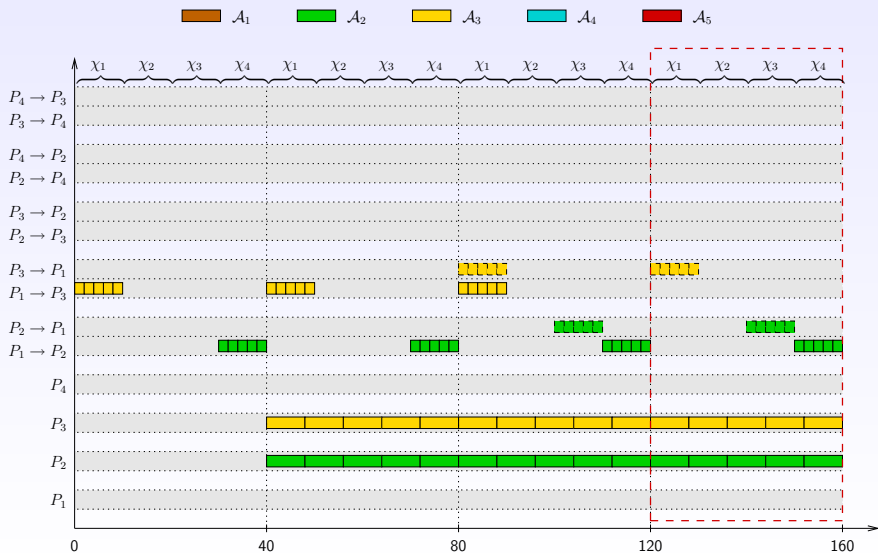 𝒜₁ 𝒜₂ 𝒜₃ 𝒜₄ 𝒜₅
χ₁ χ₂ χ₃ χ₄ χ₁ χ₂ χ₃ χ₄ χ₁ χ₂ χ₃ χ₄ χ₁ χ₂ χ₃ χ₄
P₄ → P₃
P₃ → P₄
P₄ → P₂
P₂ → P₄
P₃ → P₂
P₂ → P₃
P₃ → P₁
P₁ → P₃
P₂ → P₁
P₁ → P₂
P₄
P₃
P₂
P₁
0 40 80 120 160